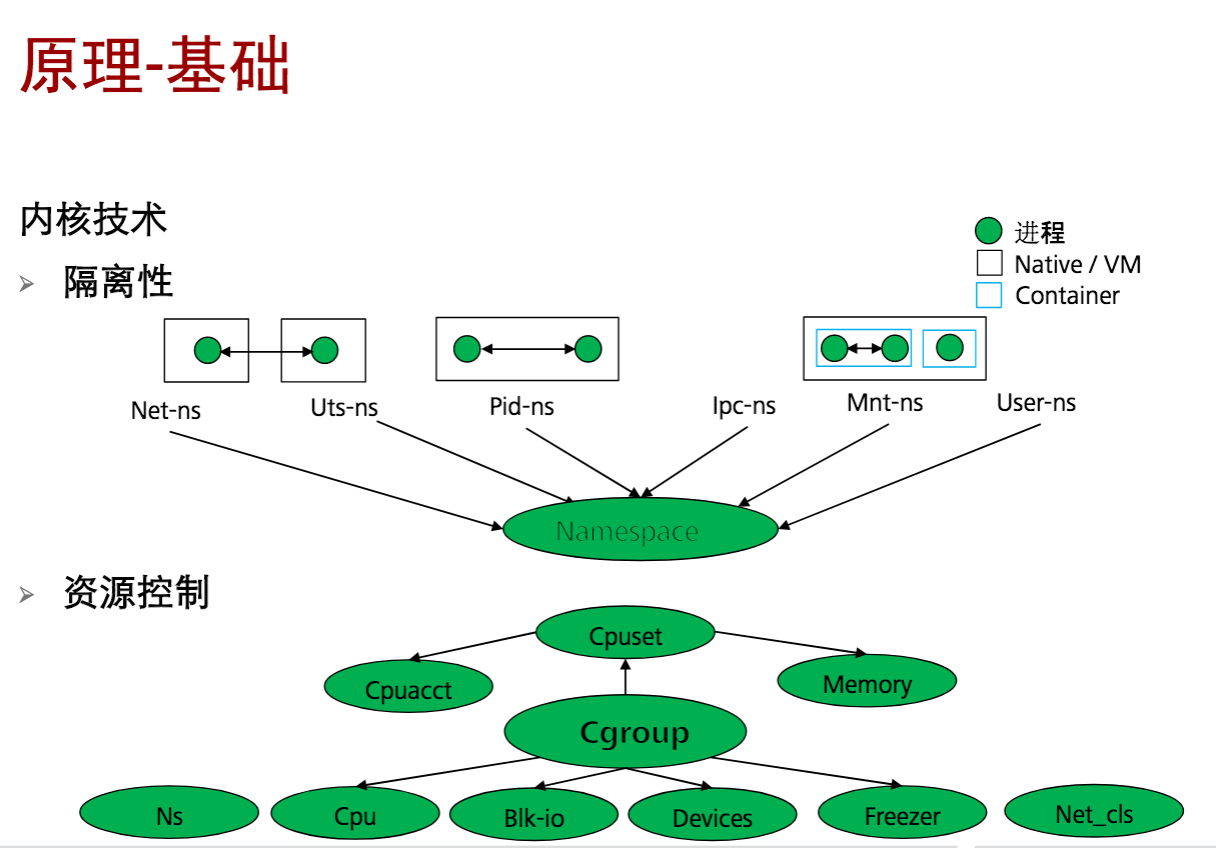 原理-基础
内核技术
进程
Native / VM
Container
隔离性
Net-ns
Uts-ns
Pid-ns
Ipc-ns
Mnt-ns
User-ns
Namespace
资源控制
Cpuset
Cpuacct
Memory
Cgroup
Ns
Cpu
Blk-io
Devices
Freezer
Net_cls